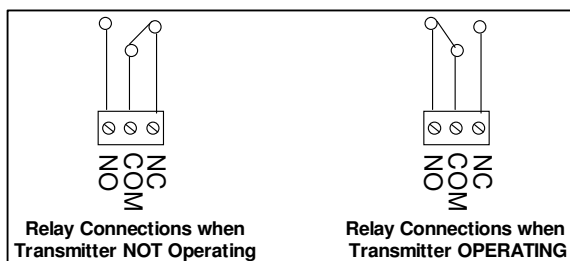 NO
COM
NC
Relay Connections when
Transmitter NOT Operating
NO
COM
NC
Relay Connections when
Transmitter OPERATING